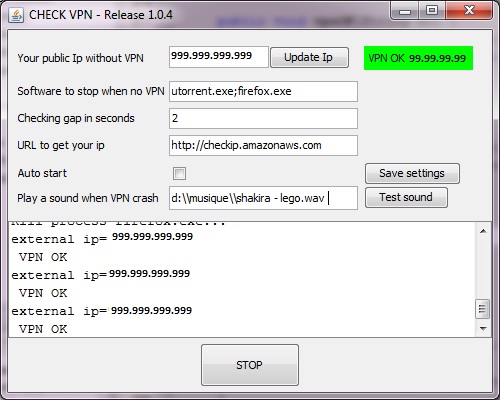 CHECK VPN - Release 1.0.4
Your public Ip without VPN 999.999.999.999 Update Ip VPN OK 99.99.99.99
Software to stop when no VPN utorrent.exe;firefox.exe
Checking gap in seconds 2
URL to get your ip http://checkip.amazonaws.com
Auto start Save settings
Play a sound when VPN crash d:\\musique\\shakira - lego.wav Test sound
Kill process firefox.exe...
external ip= 999.999.999.999
VPN OK
external ip=999.999.999.999
VPN OK
external ip= 999.999.999.999
VPN OK
STOP